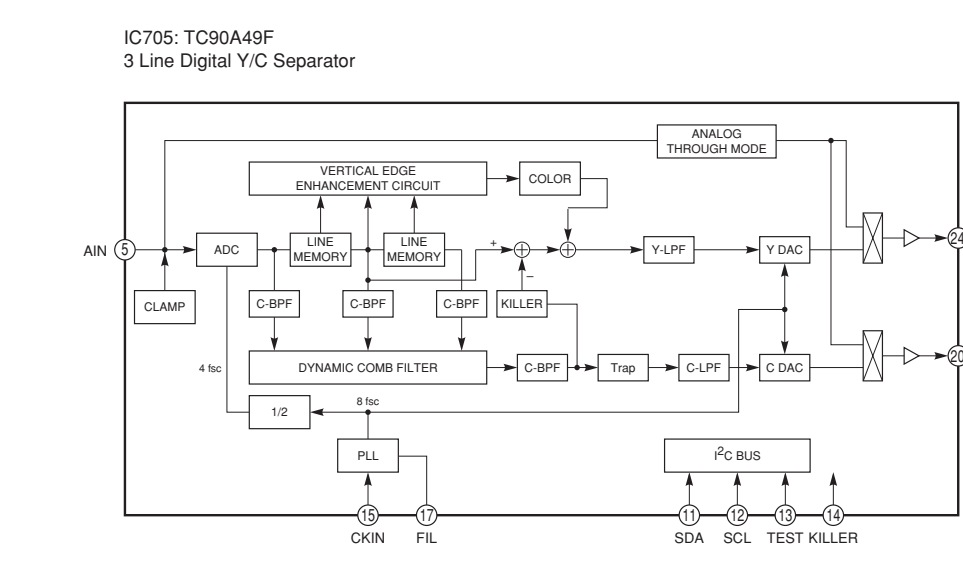 IC705: TC90A49F
3 Line Digital Y/C Separator
ANALOG
THROUGH MODE
VERTICAL EDGE
ENHANCEMENT CIRCUIT
COLOR
AIN
5
ADC
LINE
MEMORY
LINE
MEMORY
+
Y-LPF
Y DAC
24
CLAMP
C-BPF
C-BPF
C-BPF
KILLER
−
4 fsc
DYNAMIC COMB FILTER
C-BPF
Trap
C-LPF
C DAC
20
1/2
8 fsc
PLL
I2C BUS
15
17
11
12
13
14
CKIN
FIL
SDA
SCL
TEST
KILLER